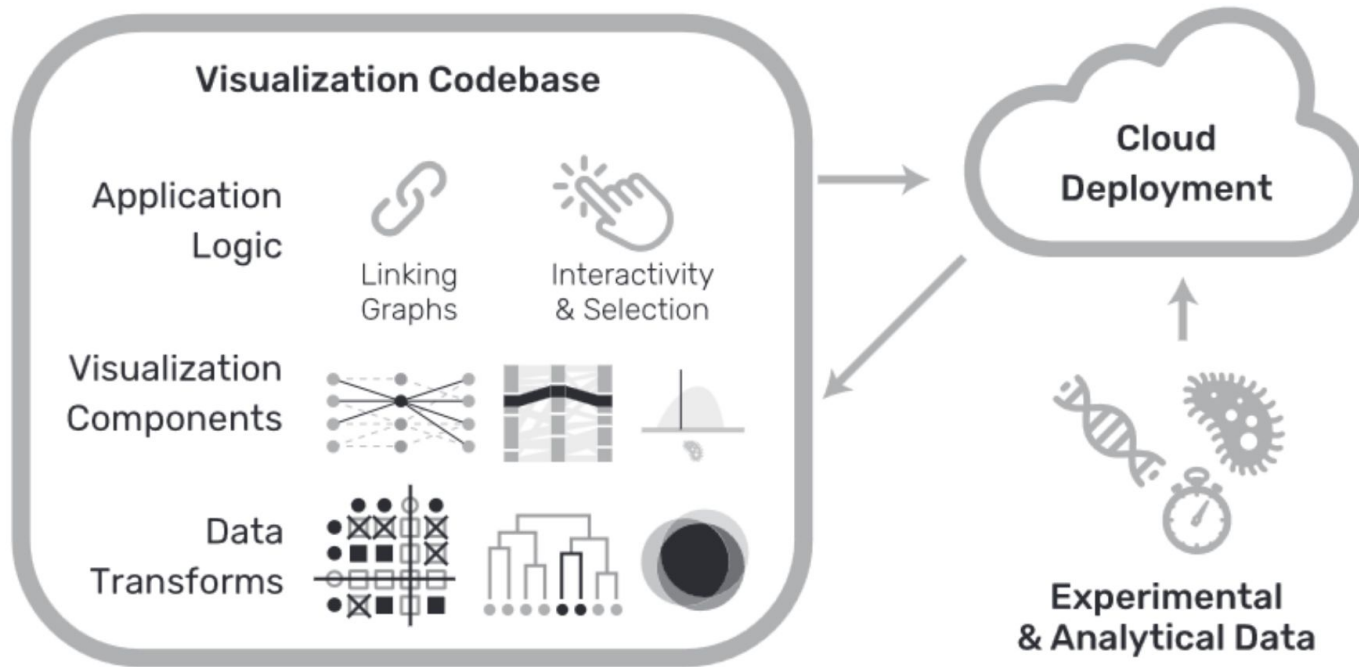 Visualization Codebase
Application
Logic
Linking
Graphs
Interactivity
& Selection
Visualization
Components
Data
Transforms
Cloud
Deployment
Experimental
& Analytical Data